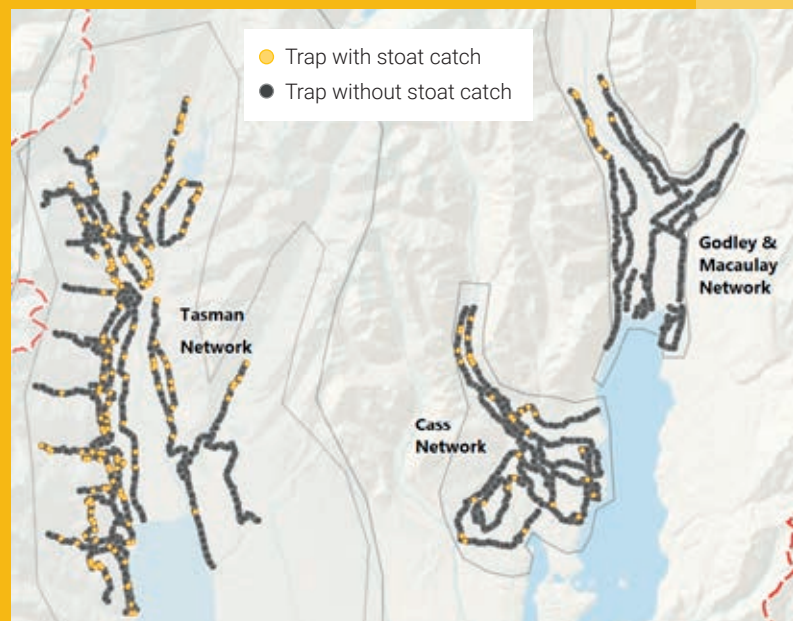 Trap with stoat catch
Trap without stoat catch
Tasman
Network
Godley &
Macaulay
Network
Cass
Network